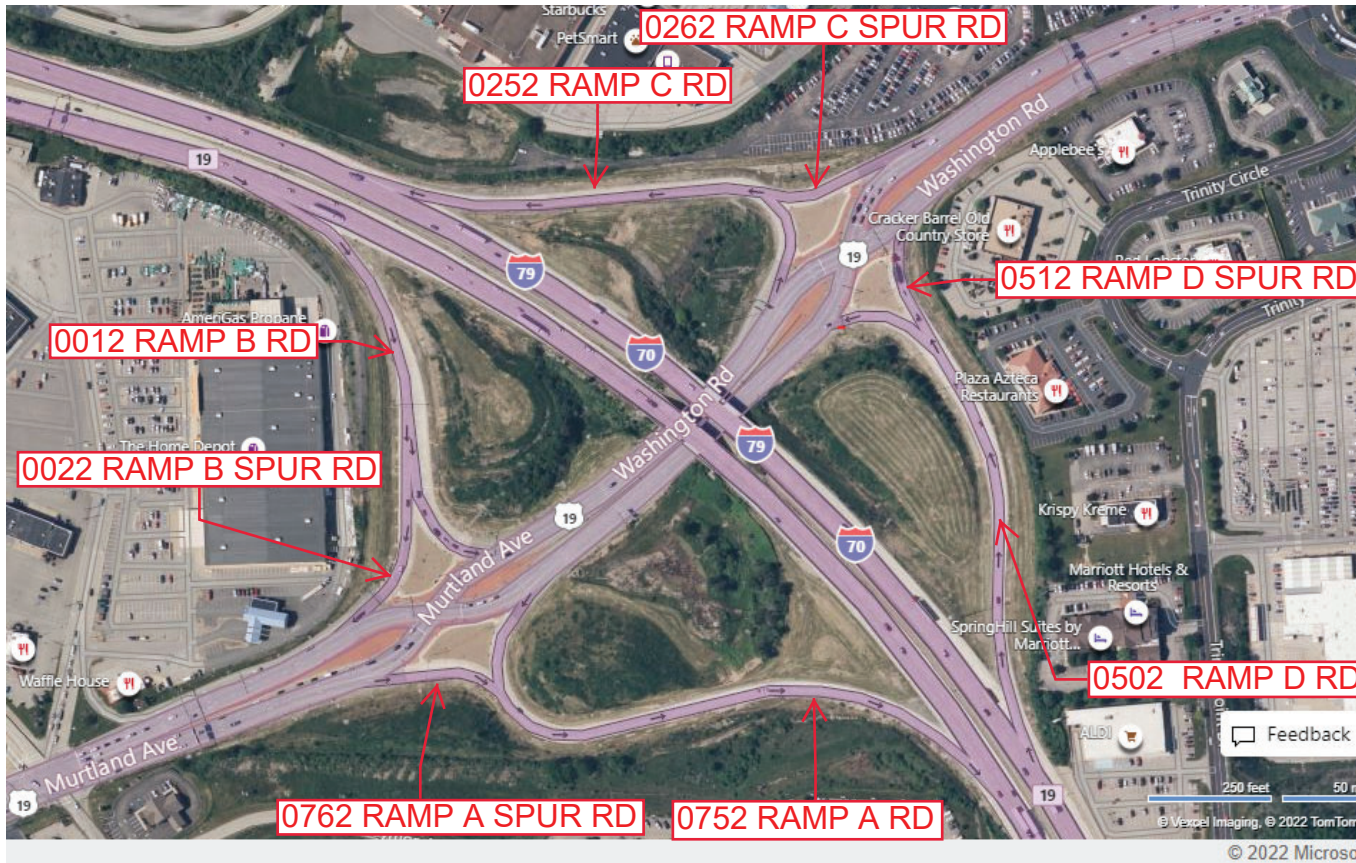 Starbucks
PetSmart
0262 RAMP C SPUR RD
0252 RAMP C RD
Washington Rd
Applebee's
19
Trinity Circle
Cracker Barrel Old
Country Store
19
79
0512 RAMP D SPUR RD
AmeriGas Propane
0012 RAMP B RD
70
Plaza Azteca
Restaurants
Washington Rd
The Home Depot
79
0022 RAMP B SPUR RD
19
Krispy Kreme
70
Murtland Ave
Marriott Hotels &
Resorts
SpringHill Suites by
Marriott...
Waffle House
0502 RAMP D RD
ALDI
Feedback
Murtland Ave
19
19
250 feet
50 m
0762 RAMP A SPUR RD
0752 RAMP A RD
© Vexcel Imaging, © 2022 TomTom
© 2022 Microso